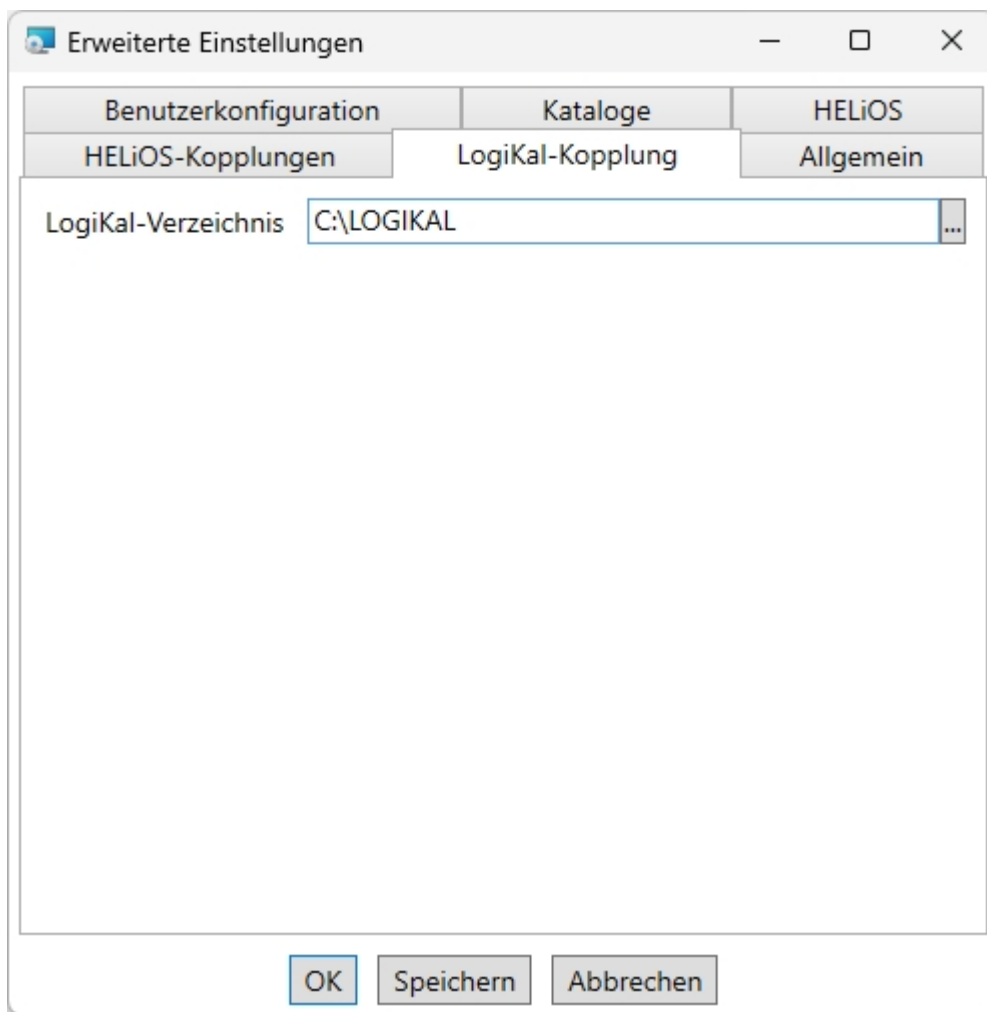 Erweiterte Einstellungen
Benutzerkonfiguration Kataloge HELiOS
HELiOS-Kopplungen LogiKal-Kopplung Allgemein
LogiKal-Verzeichnis C:\LOGIKAL ...
OK Speichern Abbrechen